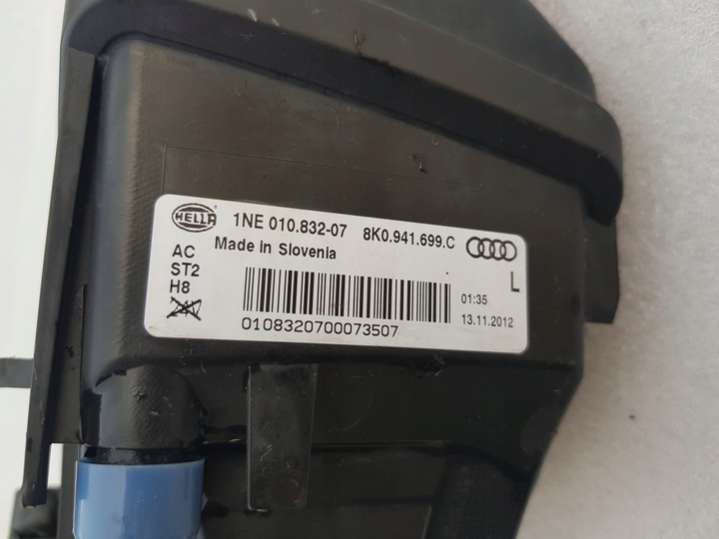 HELLA 1NE 010.832-07 8K0.941.699.C
Made in Slovenia
AC
ST2
H8
L
01:35
13.11.2012
0108320700073507